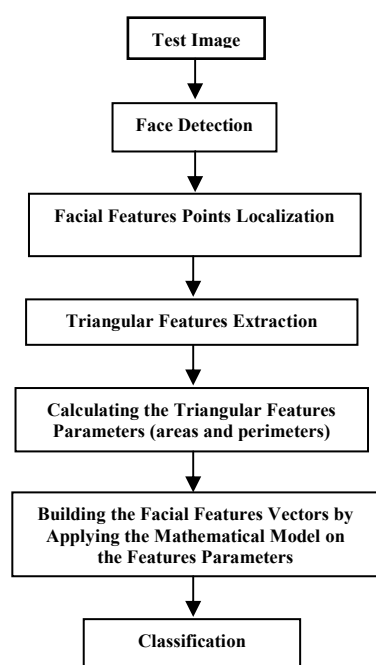 Test Image
Face Detection
Facial Features Points Localization
Triangular Features Extraction
Calculating the Triangular Features
Parameters (areas and perimeters)
Building the Facial Features Vectors by
Applying the Mathematical Model on
the Features Parameters
Classification